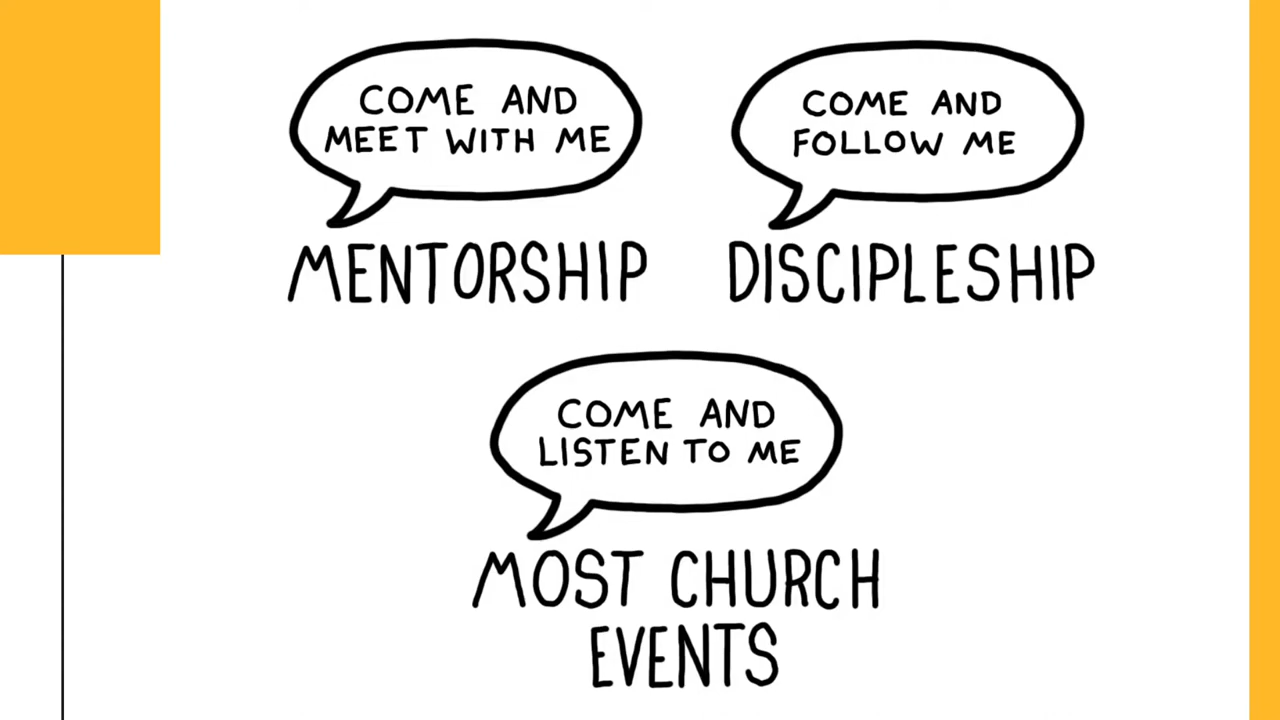 COME AND
MEET WITH ME
MENTORSHIP
COME AND
FOLLOW ME
DISCIPLESHIP
COME AND
LISTEN TO ME
MOST CHURCH
EVENTS